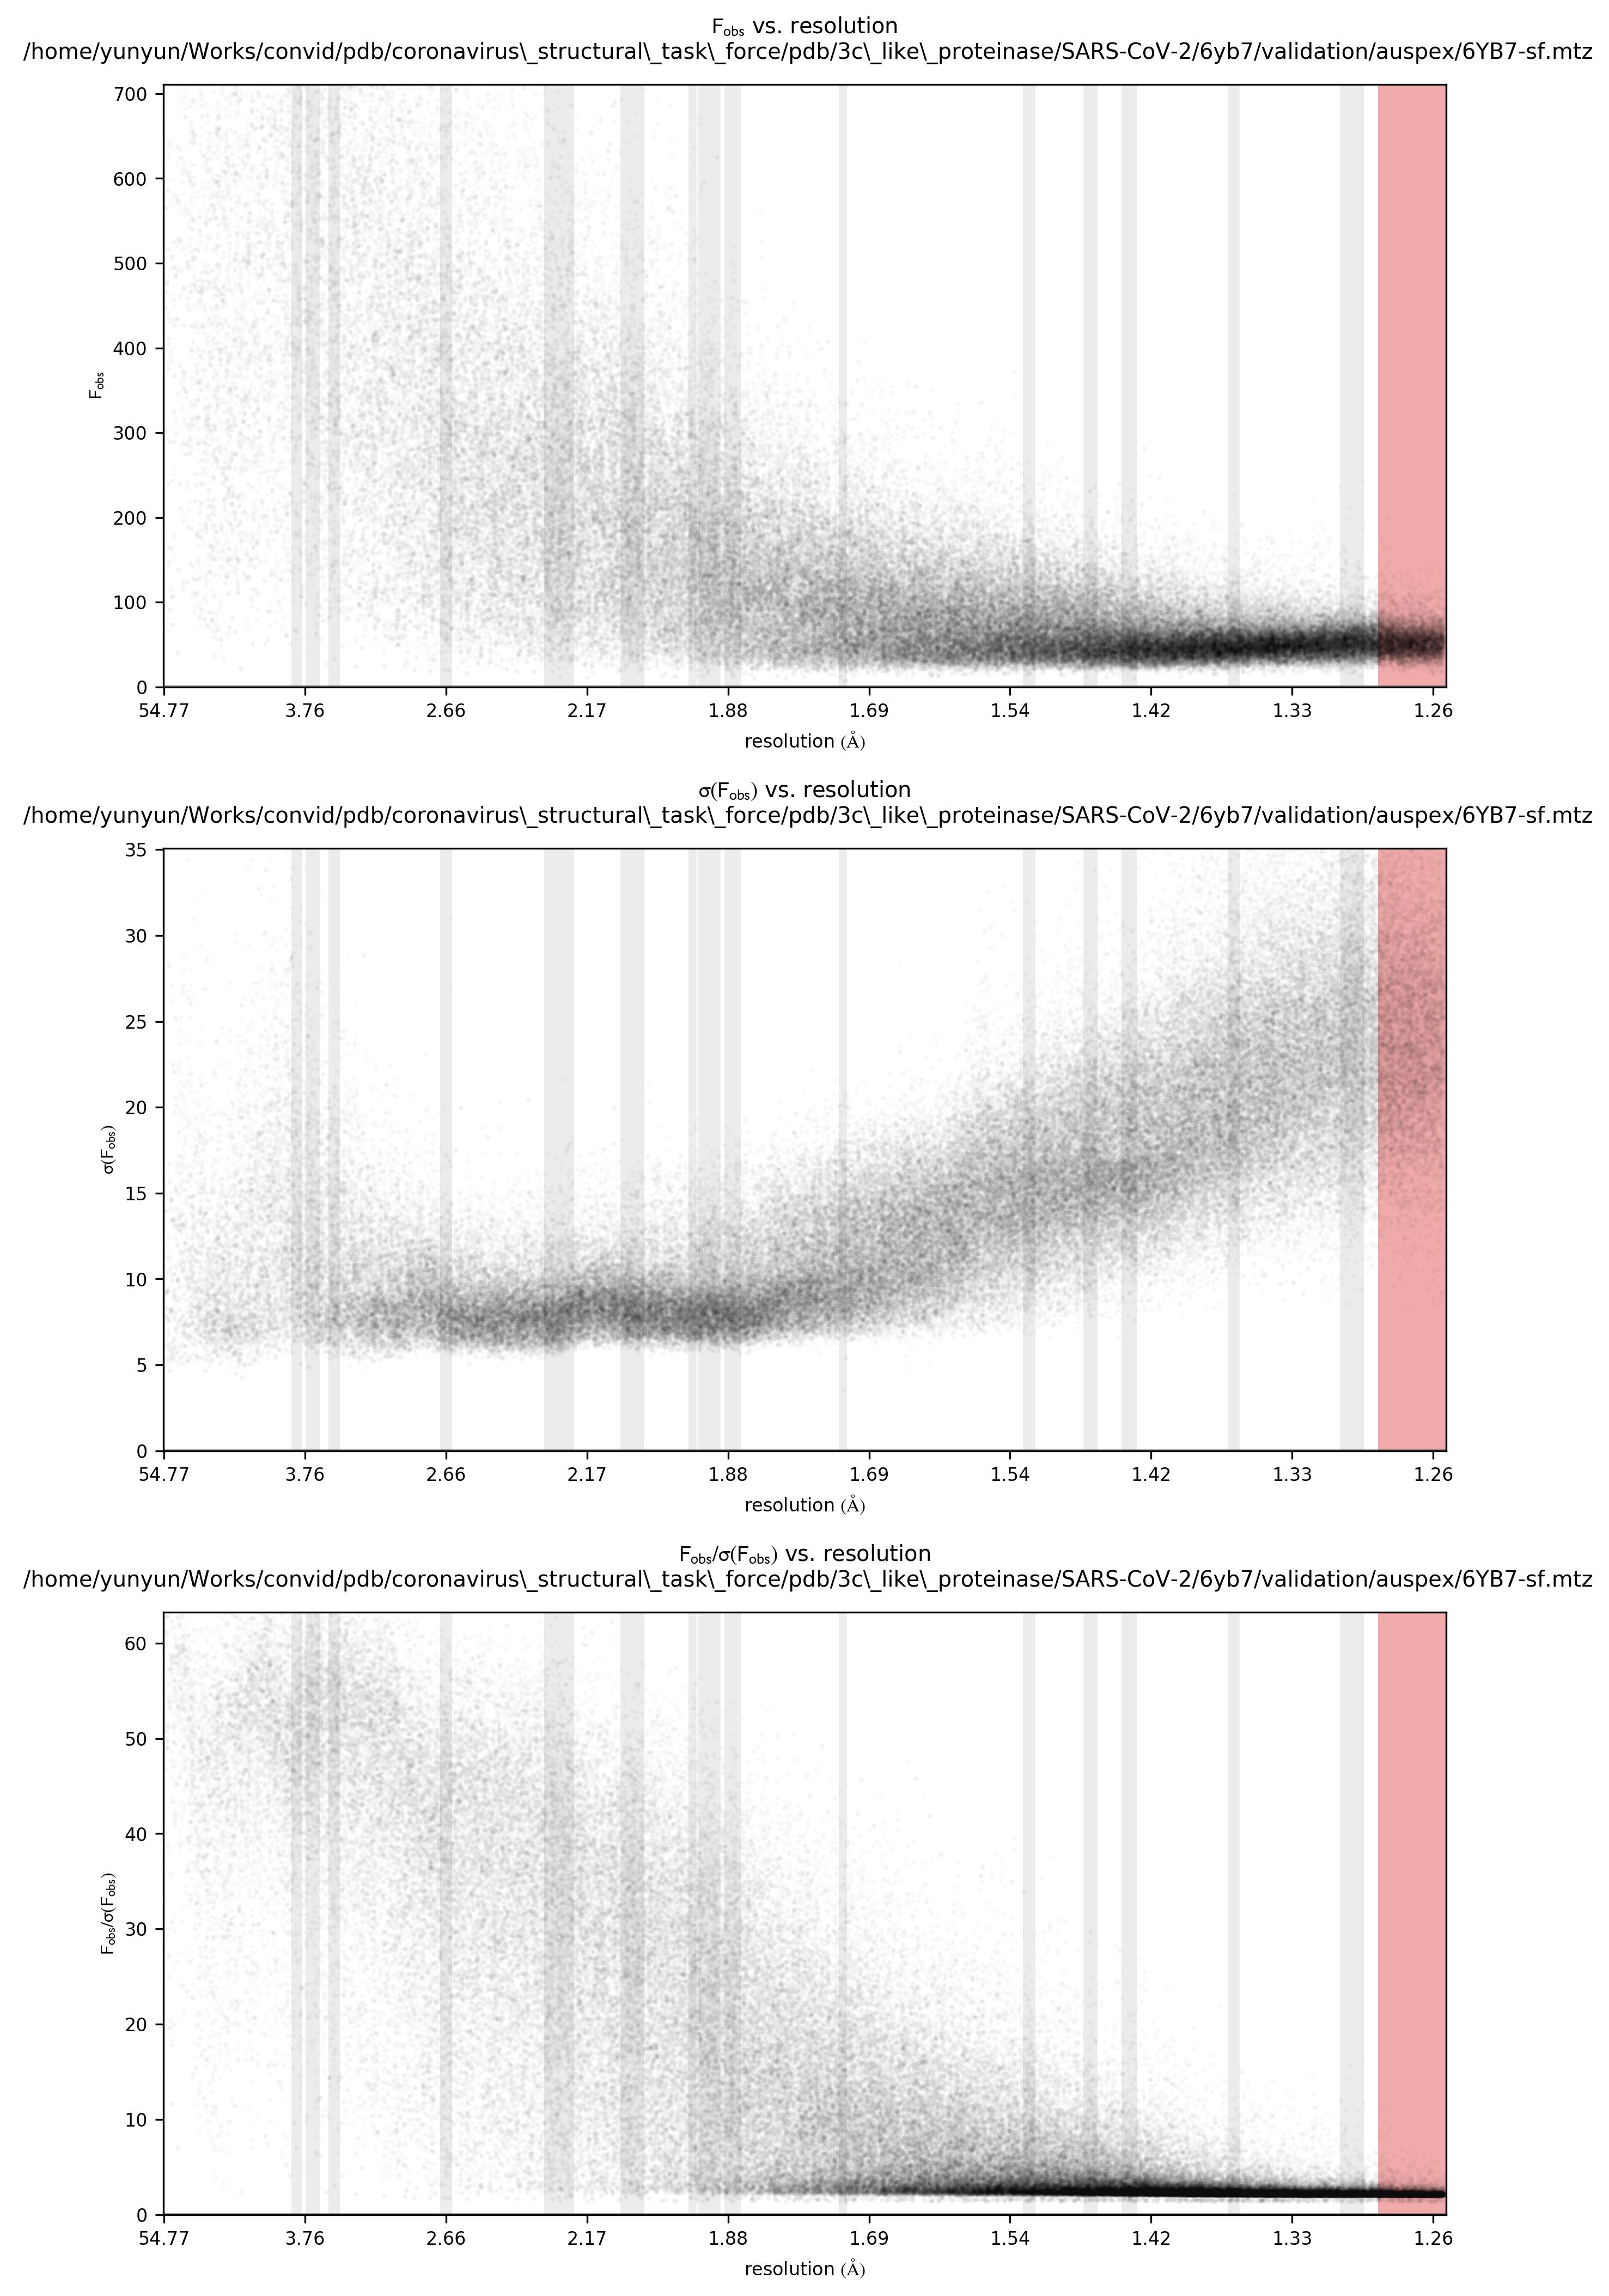 Fobs vs. resolution
/home/yunyun/Works/convid/pdb/coronavirus\_structural\_task\_force/pdb/3c\_like\_proteinase/SARS-CoV-2/6yb7/validation/auspex/6YB7-sf.mtz
700
600
500
400
300
200
100
0
Fobs
54.77 3.76 2.66 2.17 1.88 1.69 1.54 1.42 1.33 1.26
resolution (Å)
σ(Fobs) vs. resolution
/home/yunyun/Works/convid/pdb/coronavirus\_structural\_task\_force/pdb/3c\_like\_proteinase/SARS-CoV-2/6yb7/validation/auspex/6YB7-sf.mtz
35
30
25
20
15
10
5
0
σ(Fobs)
54.77 3.76 2.66 2.17 1.88 1.69 1.54 1.42 1.33 1.26
resolution (Å)
Fobs/σ(Fobs) vs. resolution
/home/yunyun/Works/convid/pdb/coronavirus\_structural\_task\_force/pdb/3c\_like\_proteinase/SARS-CoV-2/6yb7/validation/auspex/6YB7-sf.mtz
60
50
40
30
20
10
0
Fobs/σ(Fobs)
54.77 3.76 2.66 2.17 1.88 1.69 1.54 1.42 1.33 1.26
resolution (Å)